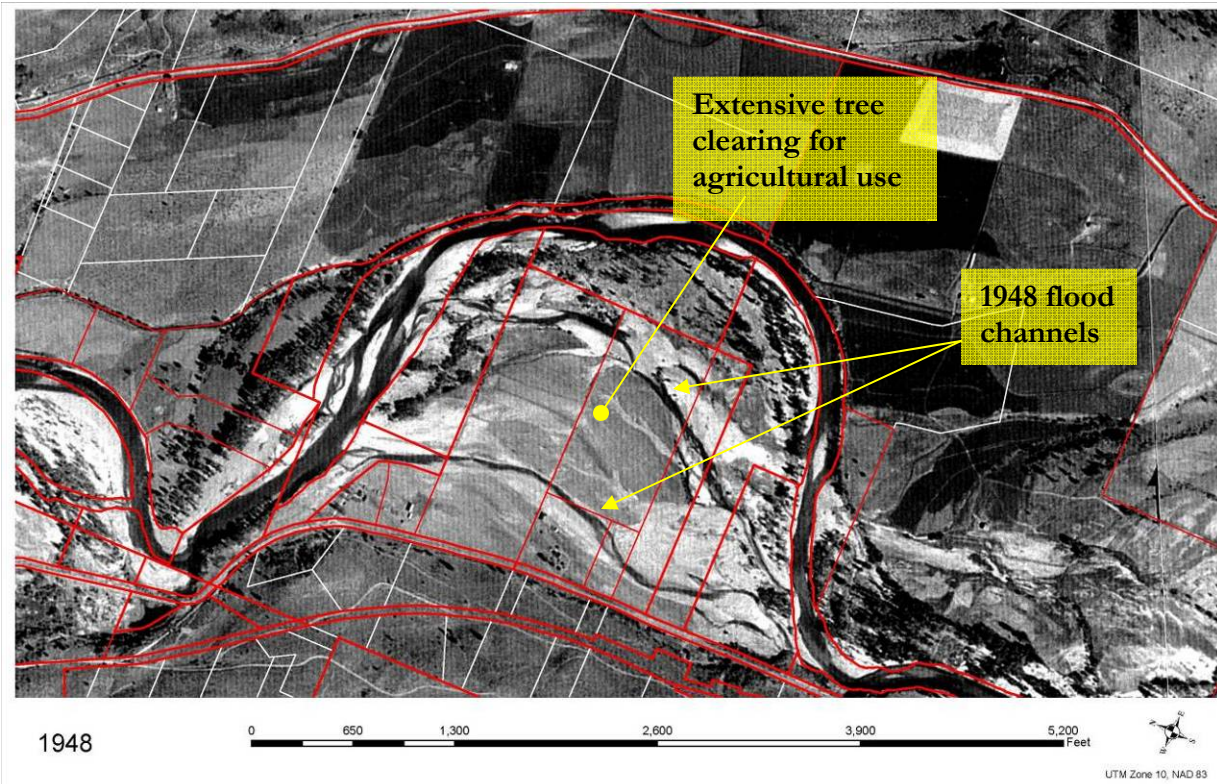 Extensive tree
clearing for
agricultural use
1948 flood
channels
1948
0 650 1,300 2,600 3,900 5,200
Feet
UTM Zone 10, NAD 83